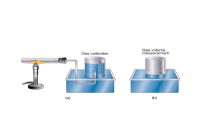 Gas collection
Gas volume
measurement
(a)
(b)